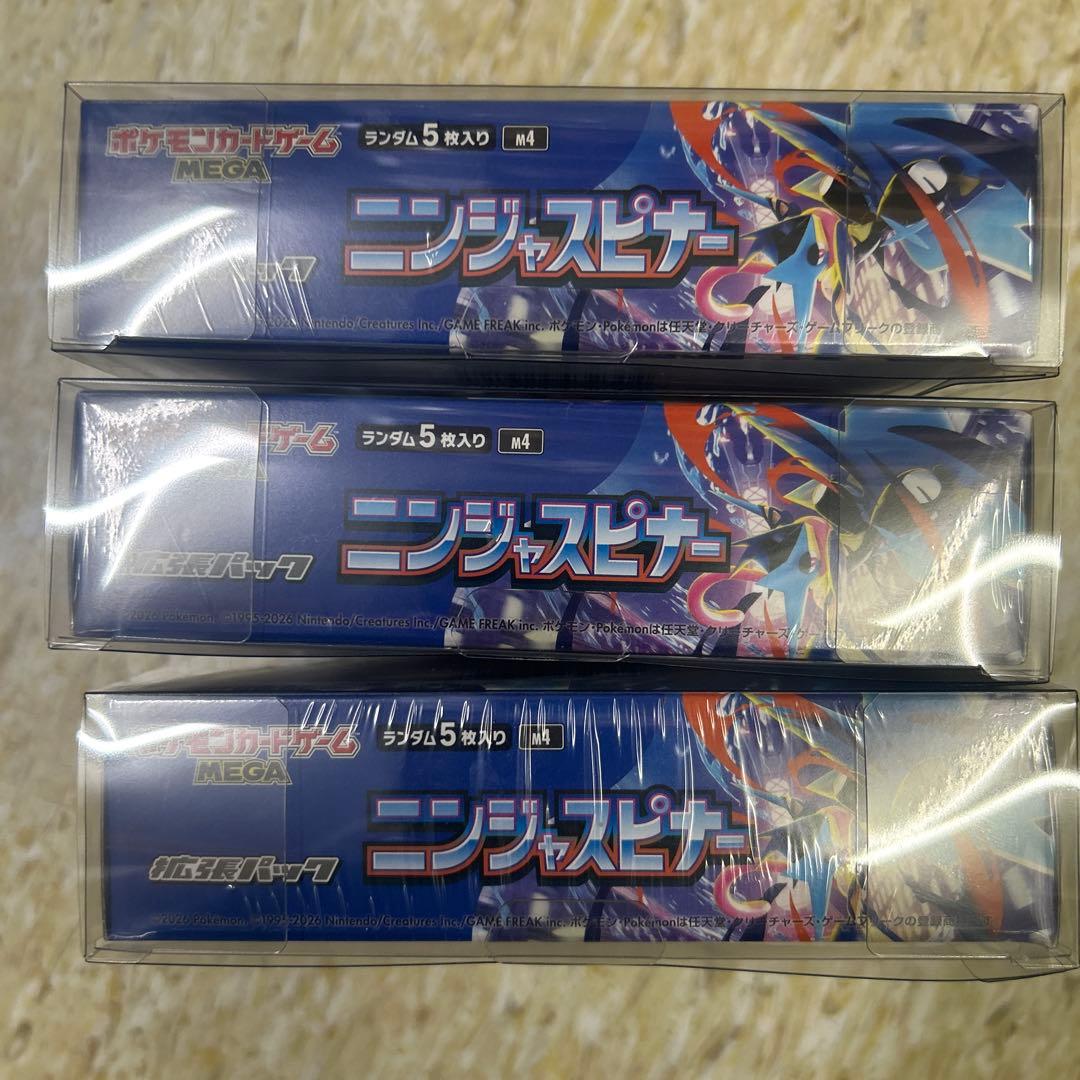 ポケモンカードゲーム
MEGA
ランダム5枚入り M4
ニンジャスピナー
パック
2026 Nintendo/Creatures Inc./GAME FREAK inc. ポケモン・Pokémonは任天堂・クリーチャーズ・ゲームフリークの登録商
ドゲーム
ランダム5枚入り M4
ニンジャスピナー
拡張パック
2026 Pokémon. ©1995-2026 Nintendo/Creatures Inc./GAME FREAK inc. ポケモン・Pokémonは任天堂・クリーチャーズ・ゲーム
ポケモンカードゲーム
MEGA
ランダム5枚入り M4
ニンジャスピナー
拡張パック
©2026 Pokémon. ©1995-2026 Nintendo/Creatures Inc./GAME FREAK inc. ポケモン・Pokémonは任天堂・クリーチャーズ・ゲームフリークの登録商